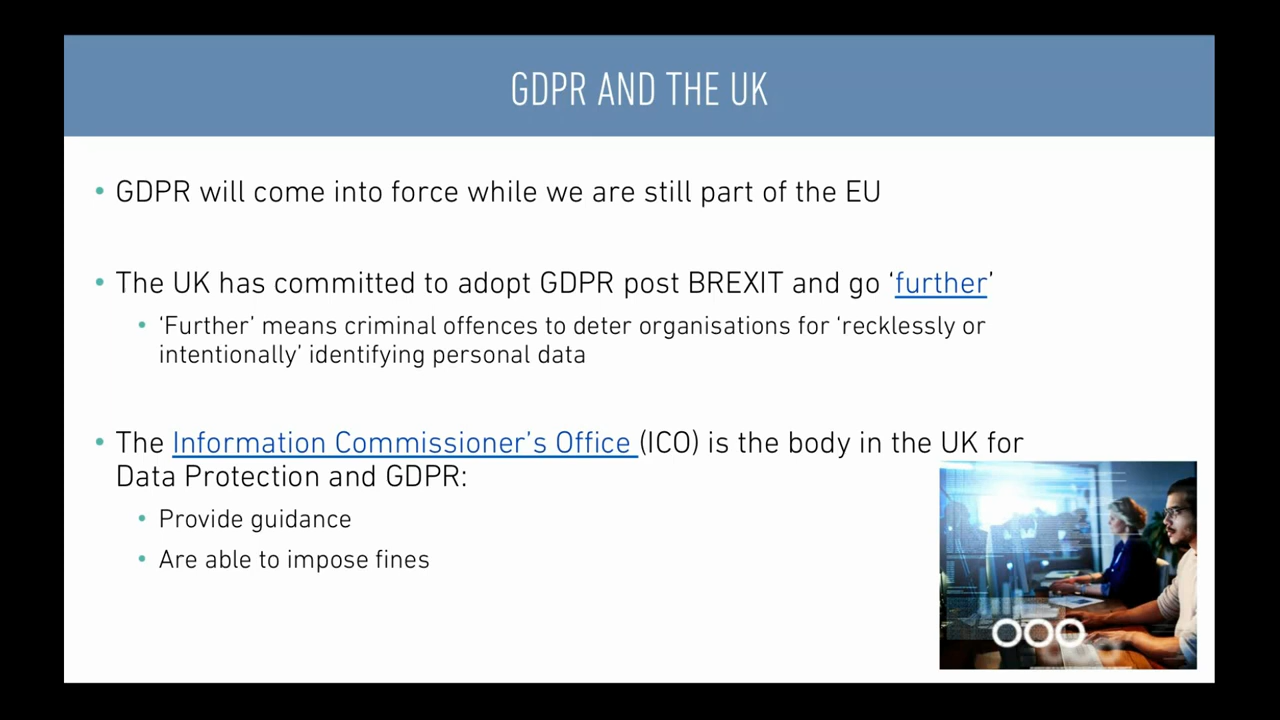 GDPR AND THE UK
• GDPR will come into force while we are still part of the EU
• The UK has committed to adopt GDPR post BREXIT and go ‘further’
• ‘Further’ means criminal offences to deter organisations for ‘recklessly or
intentionally’ identifying personal data
• The Information Commissioner’s Office (ICO) is the body in the UK for
Data Protection and GDPR:
• Provide guidance
• Are able to impose fines